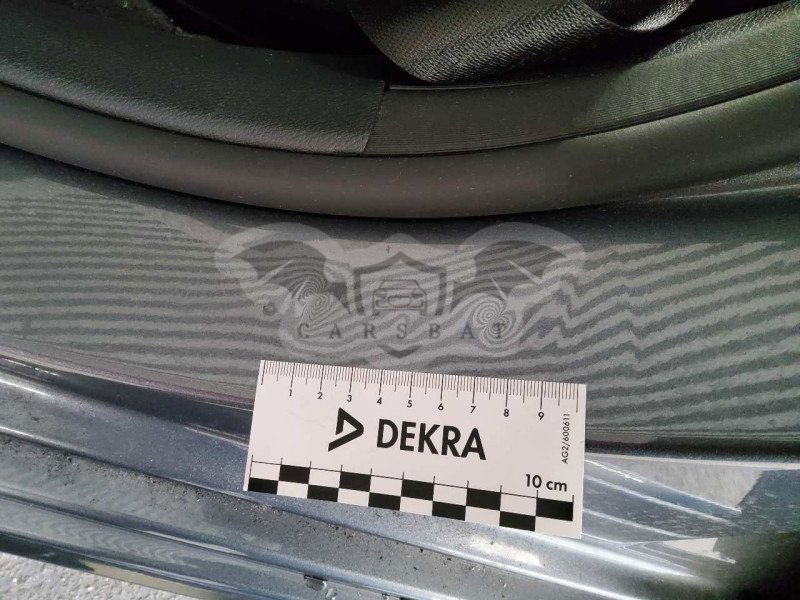 CARSBAT
1 2 3 4 5 6 7 8 9
DEKRA
AG2/600611
10 cm